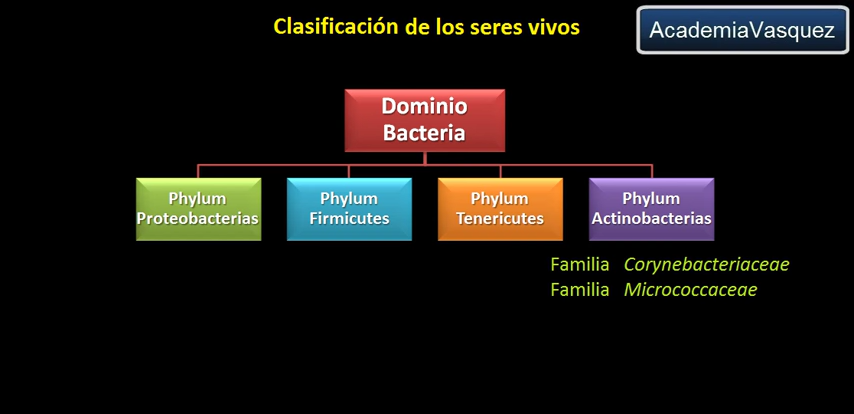 Clasificación de los seres vivos
AcademiaVasquez
Dominio
Bacteria
Phylum
Proteobacterias
Phylum
Firmicutes
Phylum
Tenericutes
Phylum
Actinobacterias
Familia Corynebacteriaceae
Familia Micrococcaceae